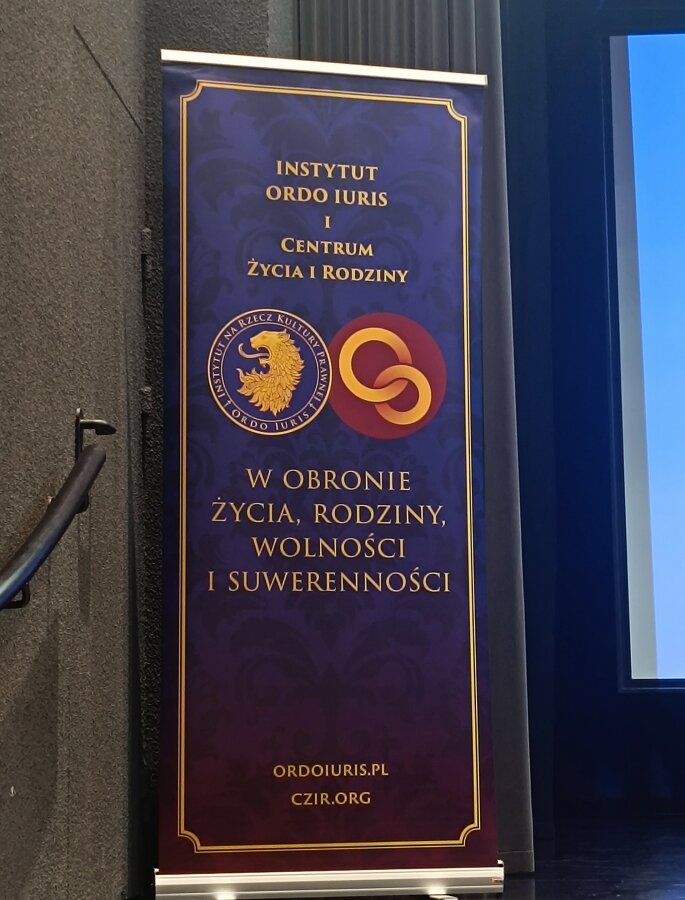 INSTYTUT
ORDO IURIS
I
CENTRUM
ŻYCIA I RODZINY
INSTYTUT NA RZECZ KULTURY PRAWNEJ
ORDO IURIS
W OBRONIE
ŻYCIA, RODZINY,
WOLNOŚCI
I SUWERENNOŚCI
ORDOIURIS.PL
CZIR.ORG